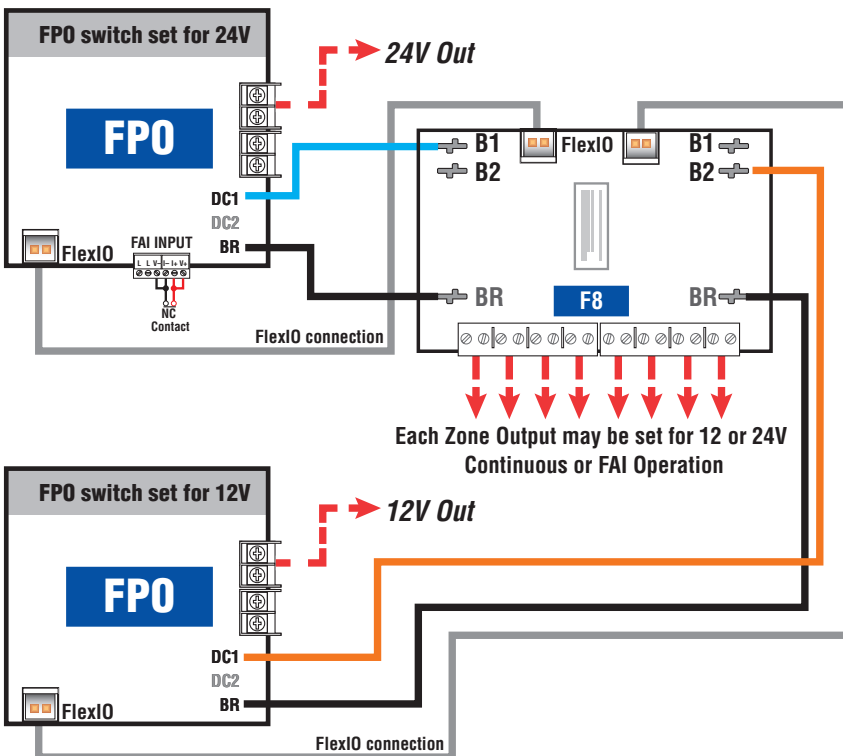 FPO switch set for 24V
24V Out
FPO
B1
FlexIO
B1
B2
B2
DC1
DC2
FAI INPUT
BR
FlexIO
L L V- I- I+ V+
BR
F8
BR
NC
Contact
FlexIO connection
Each Zone Output may be set for 12 or 24V
Continuous or FAI Operation
FPO switch set for 12V
12V Out
FPO
DC1
DC2
BR
FlexIO
FlexIO connection